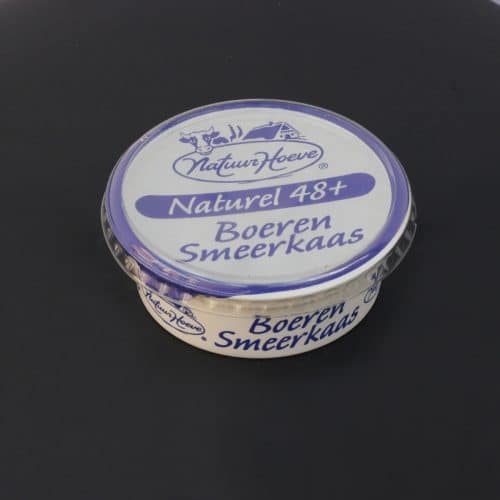 NatuurHoeve®
Naturel 48+
Boeren
Smeerkaas
NatuurHoeve®
Boeren
Smeerkaas